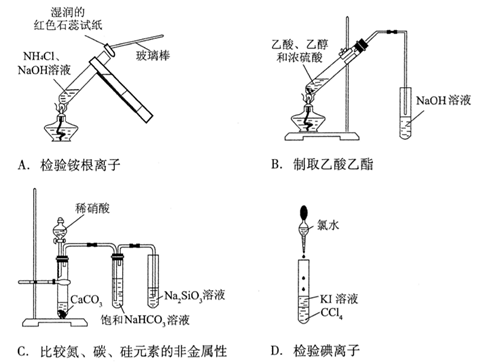 湿润的
红色石蕊试纸
玻璃棒
NH₄Cl、
NaOH溶液
A. 检验铵根离子
乙酸、乙醇
和浓硫酸
NaOH 溶液
B. 制取乙酸乙酯
稀硝酸
CaCO₃
饱和NaHCO₃溶液
Na₂SiO₃溶液
C. 比较氮、碳、硅元素的非金属性
氯水
KI 溶液
CCl₄
D. 检验碘离子